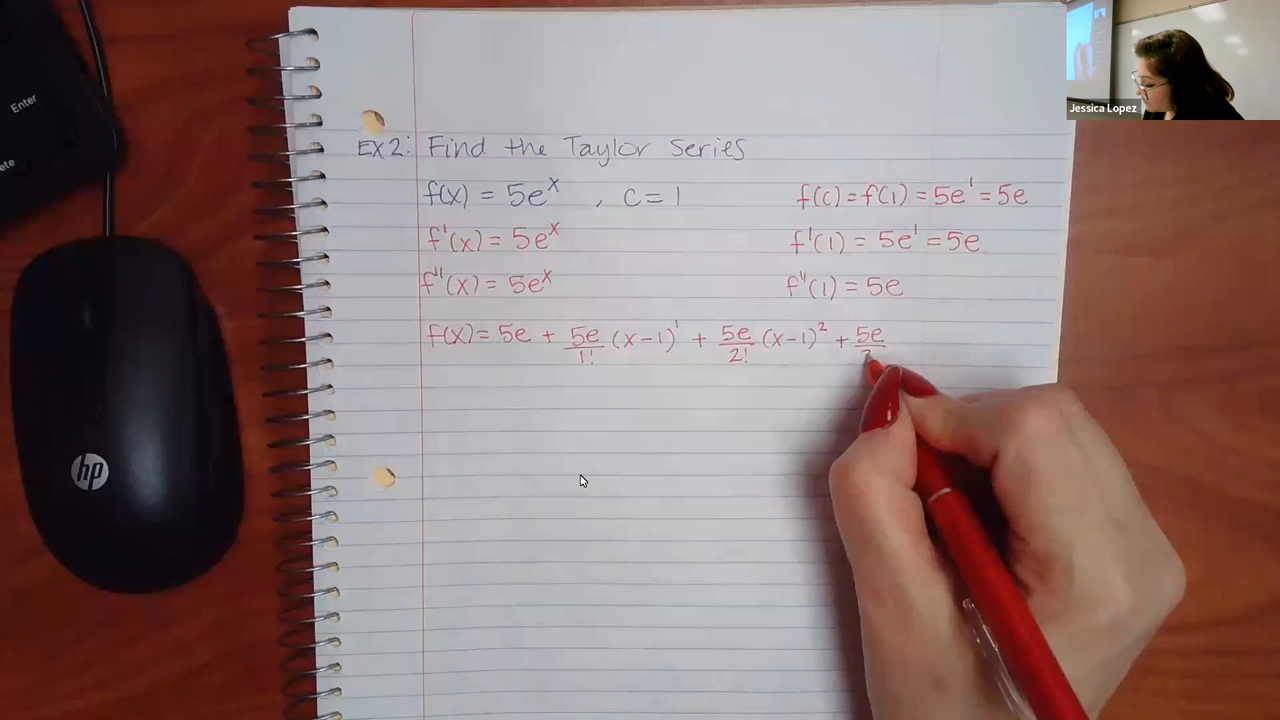 Enter
Jessica Lopez
EX 2: Find the Taylor Series
f(x) = 5e^x , c = 1
f(c) = f(1) = 5e^1 = 5e
f'(x) = 5e^x
f'(1) = 5e^1 = 5e
f''(x) = 5e^x
f''(1) = 5e
f(x) = 5e + 5e/1! (x-1)^1 + 5e/2! (x-1)^2 + 5e
hp